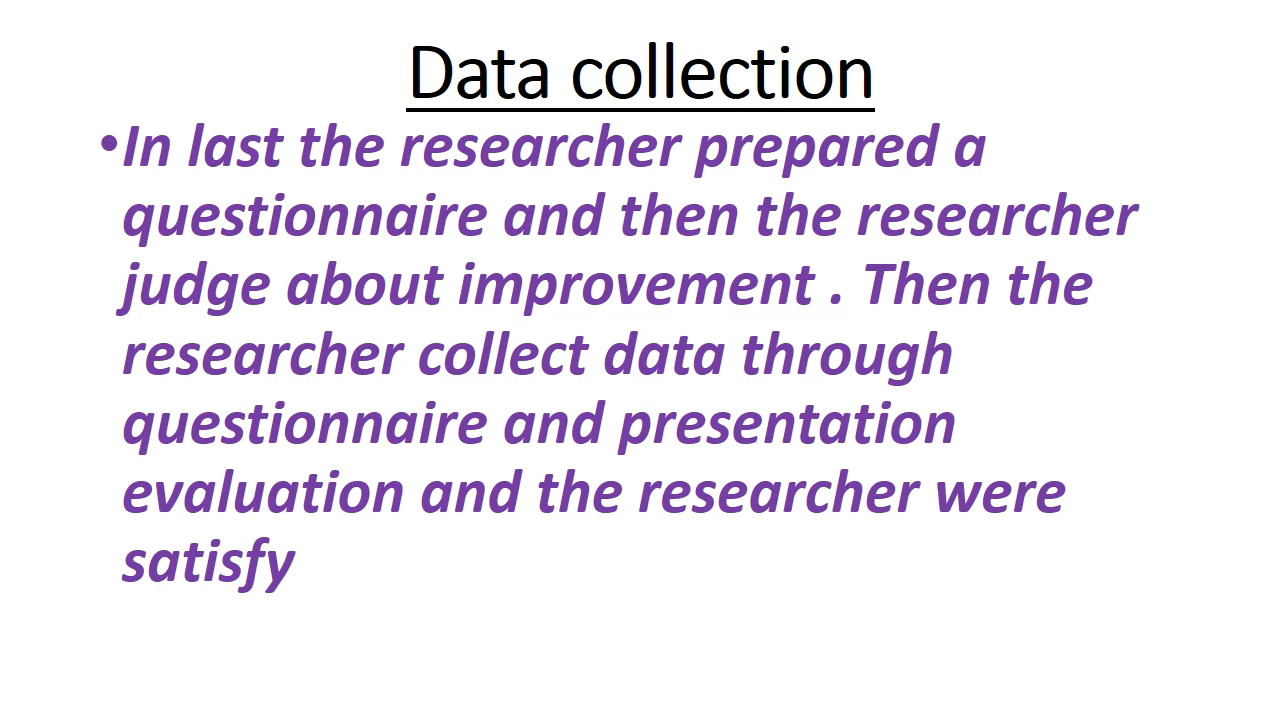 Data collection
•In last the researcher prepared a
questionnaire and then the researcher
judge about improvement . Then the
researcher collect data through
questionnaire and presentation
evaluation and the researcher were
satisfy